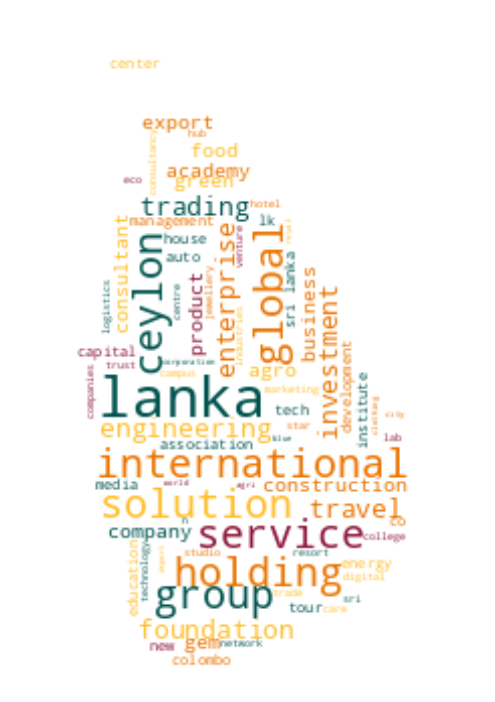 center
export
hub
consultancy
food
academy
green
eco
trading
hotel
management
lk
house
consultant
ceylon
enterprise
global
venture
auto
sri lanka
product
jewellery
centre
logistics
business
investment
industries
capital
trust
corporation
campus
agro
development
companies
lanka
marketing
tech
institute
clothing
city
engineering
star
association
blue
lab
international
media
world
agri
construction
solution
travel
co
company
service
college
education
technology
studio
resort
holding
energy
digital
group
trade
sri
tour
care
foundation
new
gem
network
colombo